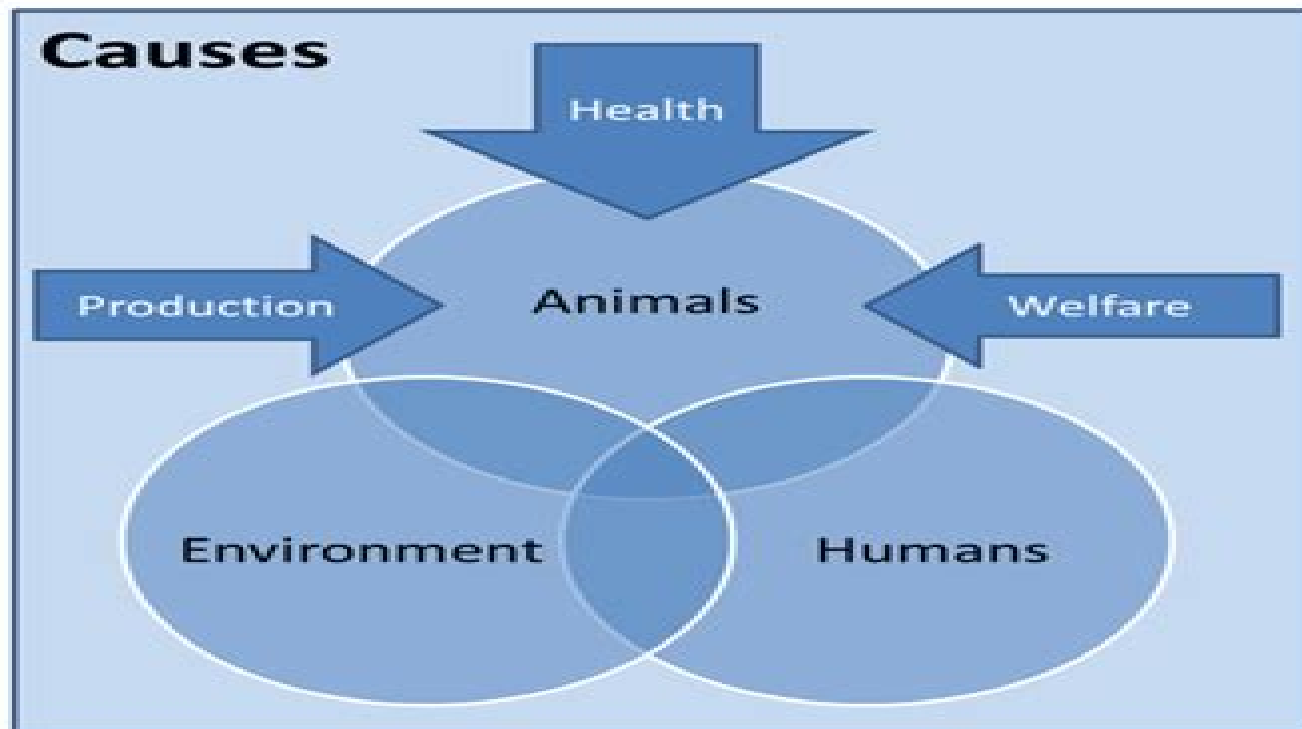 Causes
Health
Production
Animals
Welfare
Environment
Humans